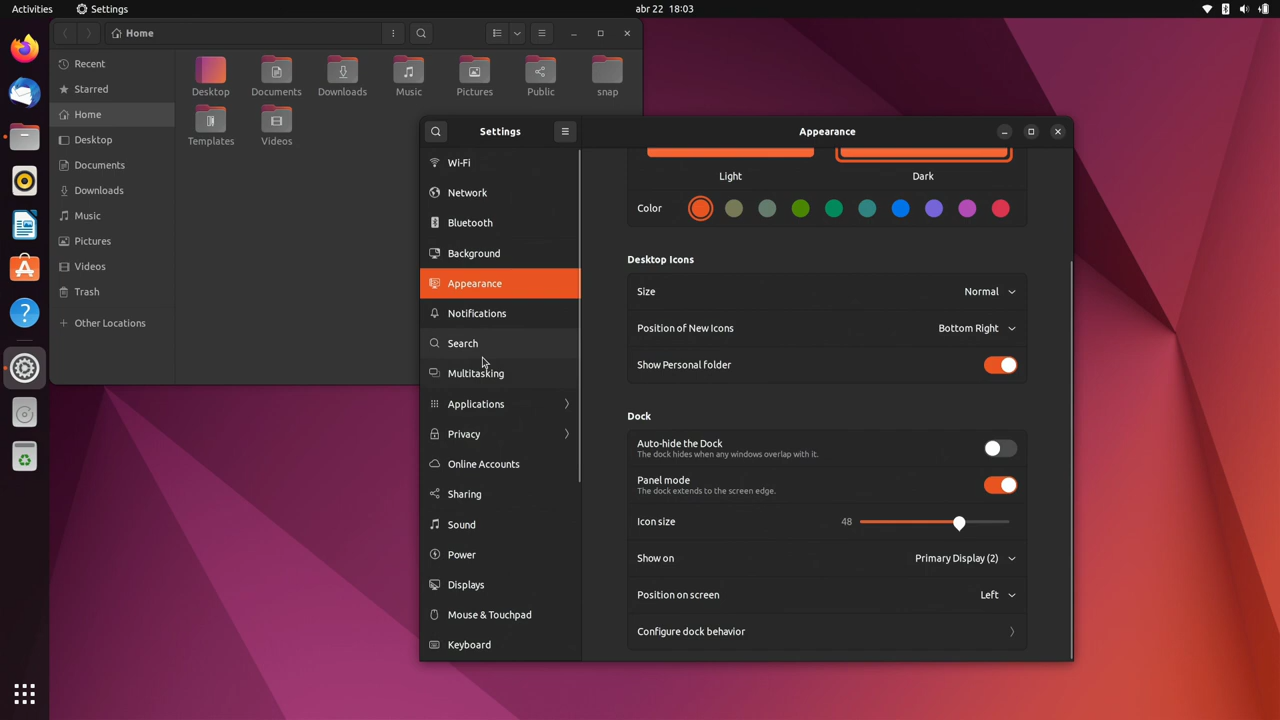 Activities
Settings
abr 22 18:03
Home
Recent
Starred
Home
Desktop
Documents
Downloads
Music
Pictures
Videos
Trash
Other Locations
Desktop
Documents
Downloads
Music
Pictures
Public
snap
Templates
Videos
Settings
Wi-Fi
Network
Bluetooth
Background
Appearance
Notifications
Search
Multitasking
Applications
Privacy
Online Accounts
Sharing
Sound
Power
Displays
Mouse & Touchpad
Keyboard
Appearance
Light
Dark
Color
Desktop Icons
Size
Normal
Position of New Icons
Bottom Right
Show Personal folder
Dock
Auto-hide the Dock
The dock hides when any windows overlap with it.
Panel mode
The dock extends to the screen edge.
Icon size
48
Show on
Primary Display (2)
Position on screen
Left
Configure dock behavior